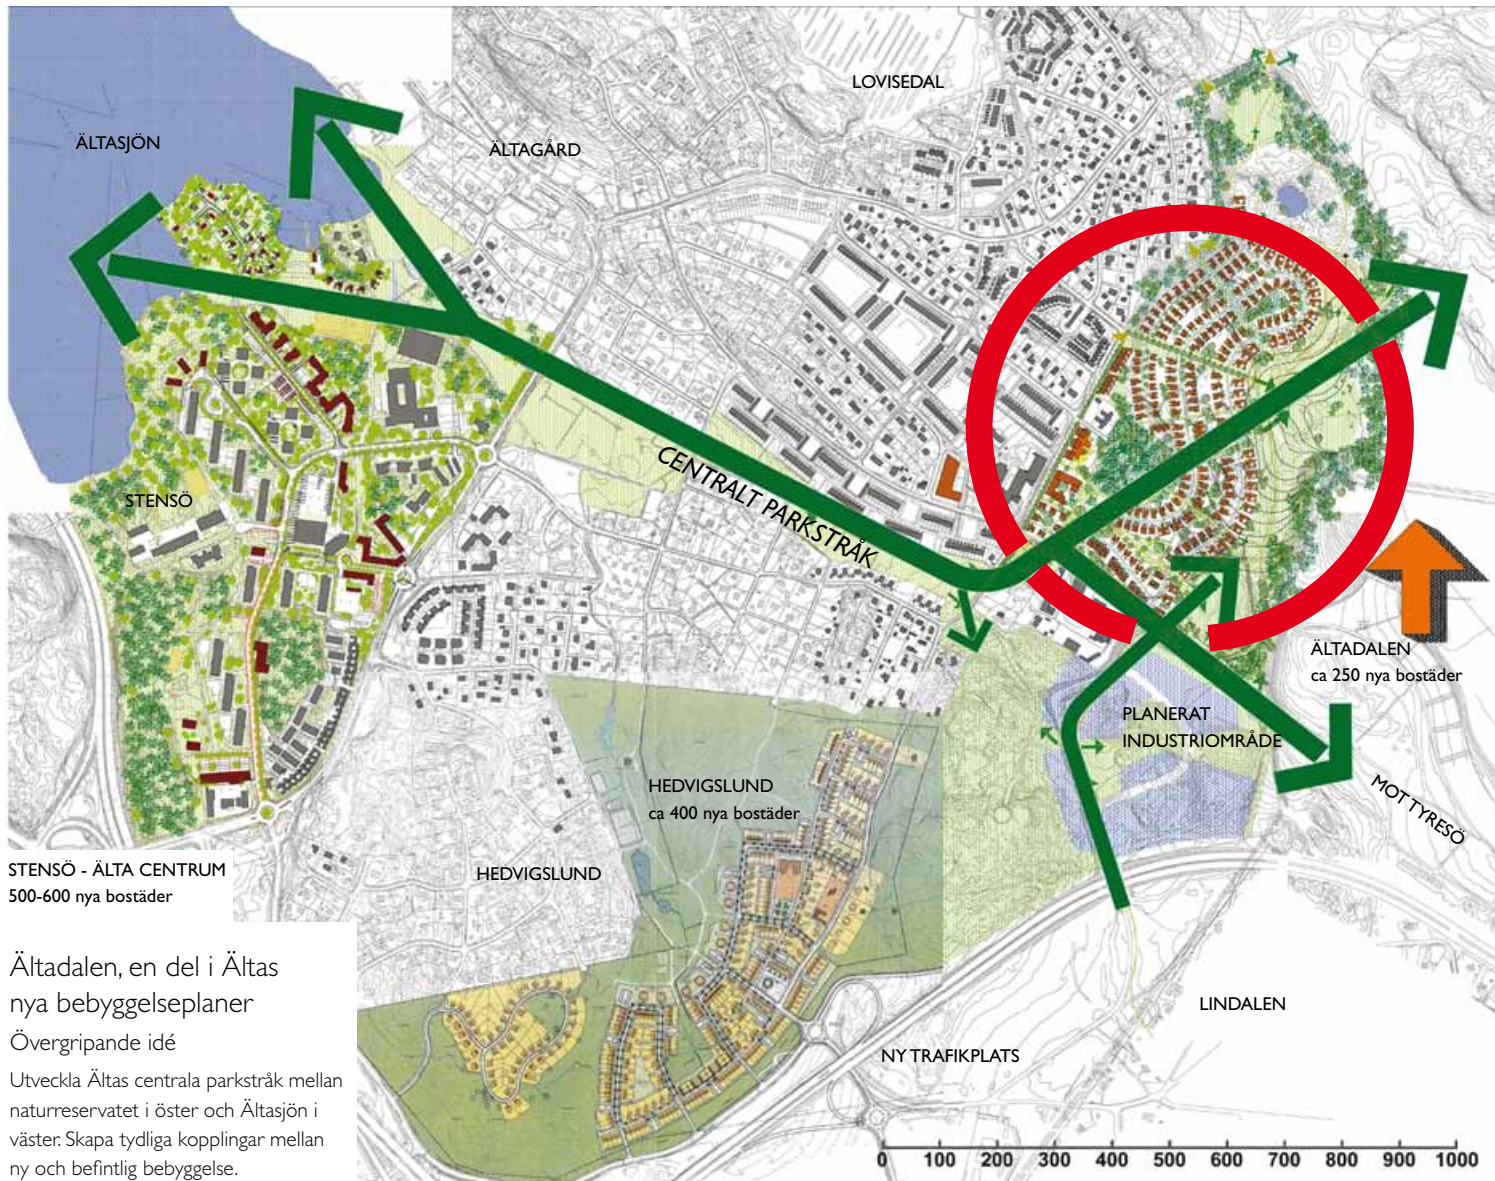 LOVISEDAL
ÄLTASJÖN
ÄLTAGÅRD
CENTRALT PARKSTRÅK
STENSÖ
ÄLTADALEN
ca 250 nya bostäder
PLANERAT
INDUSTRIOMRÅDE
MOT TYRESÖ
HEDVIGSLUND
ca 400 nya bostäder
HEDVIGSLUND
STENSÖ - ÄLTA CENTRUM
500-600 nya bostäder
LINDALEN
NY TRAFIKPLATS
Ältadalen, en del i Ältas
nya bebyggelseplaner
Övergripande idé
Utveckla Ältas centrala parkstråk mellan
naturreservatet i öster och Ältasjön i
väster. Skapa tydliga kopplingar mellan
ny och befintlig bebyggelse.
0 100 200 300 400 500 600 700 800 900 1000